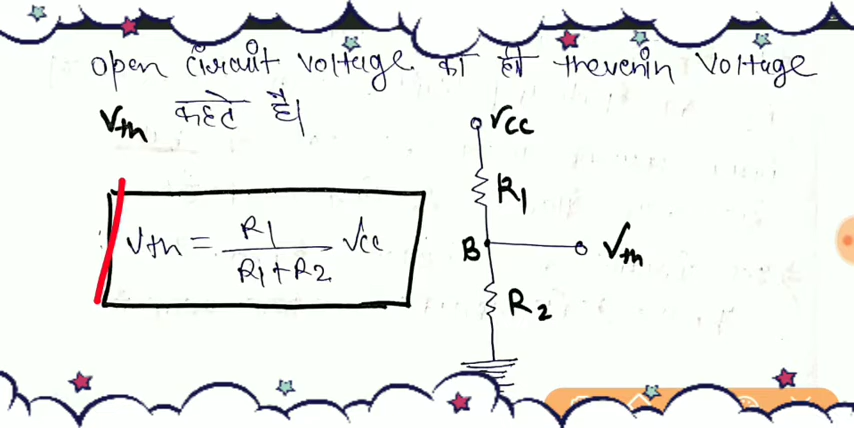 open circuit voltage को ही thevenin voltage
Vth कहते है।
Vcc
R1
Vth = R1 / R1+R2 Vcc
B
Vth
R2